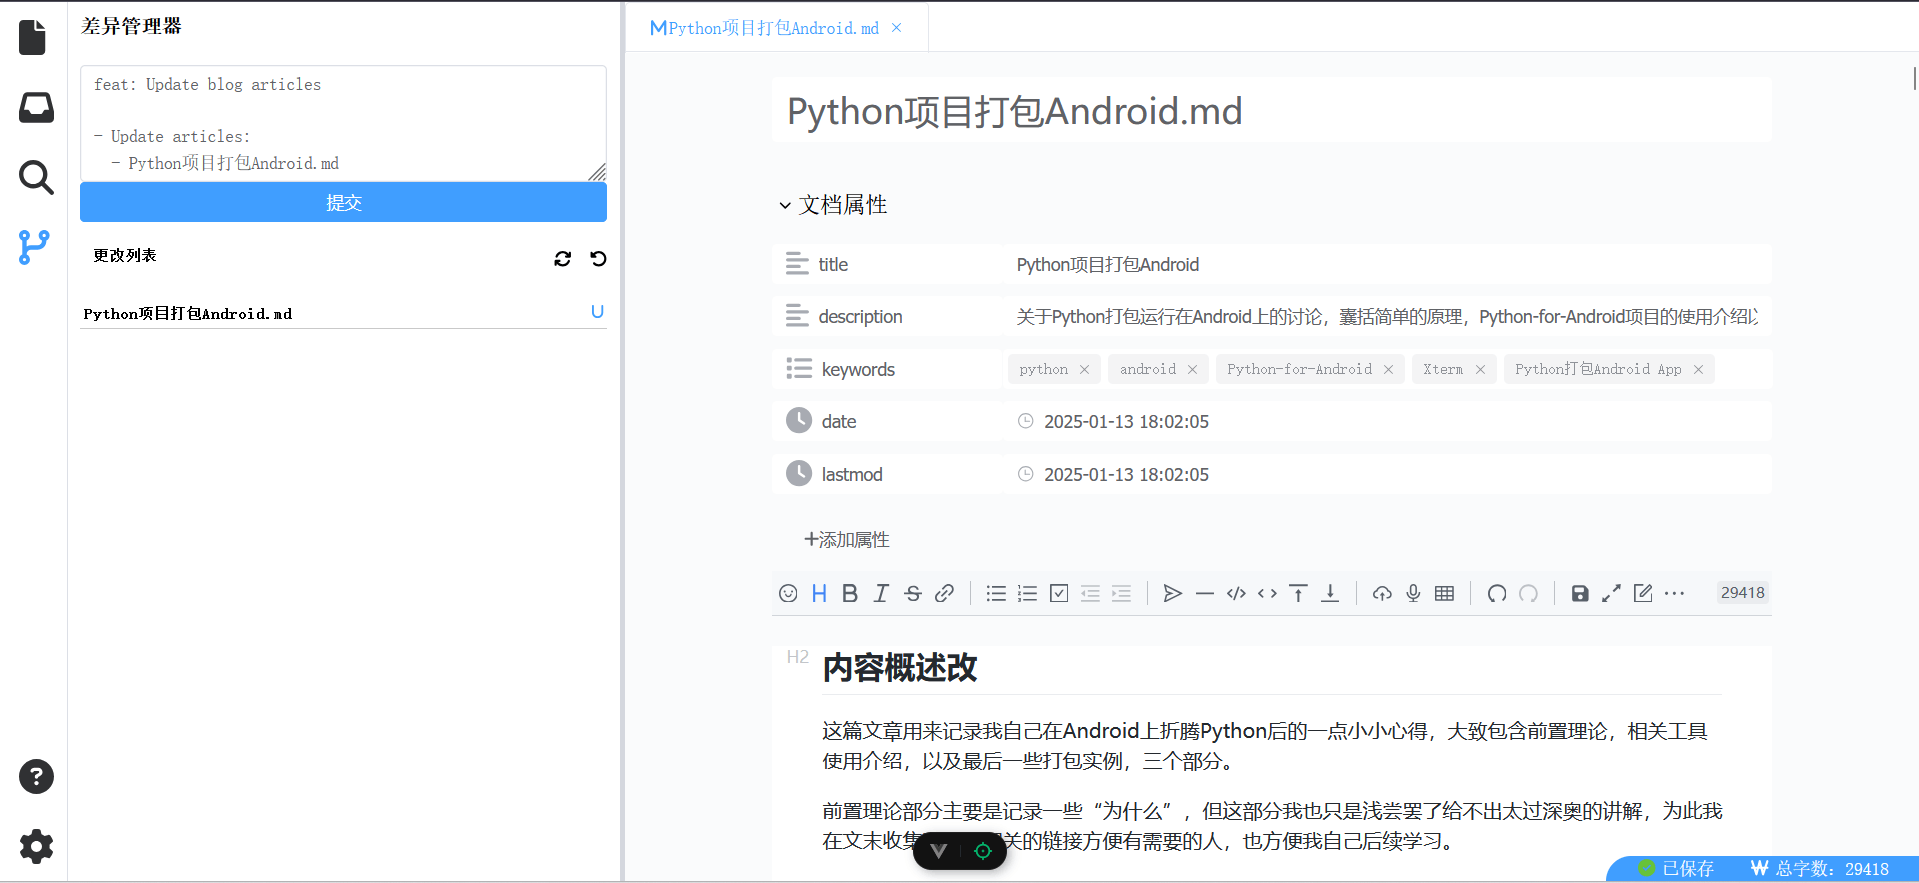 差异管理器
feat: Update blog articles
- Update articles:
- Python项目打包Android.md
提交
更改列表
Python项目打包Android.md U
Python项目打包Android.md
Python项目打包Android.md
文档属性
title Python项目打包Android
description 关于Python打包运行在Android上的讨论，囊括简单的原理，Python-for-Android项目的使用介绍以
keywords python android Python-for-Android Xterm Python打包Android App
date 2025-01-13 18:02:05
lastmod 2025-01-13 18:02:05
+添加属性
29418
H2 内容概述改
这篇文章用来记录我自己在Android上折腾Python后的一点小小心得，大致包含前置理论，相关工具
使用介绍，以及最后一些打包实例，三个部分。
前置理论部分主要是记录一些“为什么”，但这部分我也只是浅尝罢了给不出太过深奥的讲解，为此我
在文末收集 关的链接方便有需要的人，也方便我自己后续学习。
已保存 总字数：29418